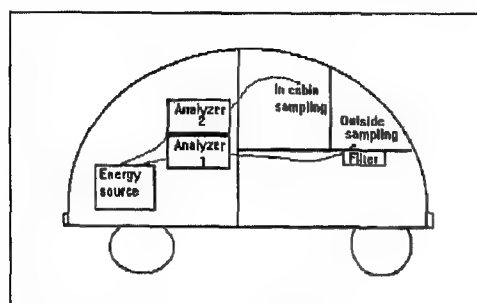 Analyzer
2
Analyzer
1
Energy
source
In cabin
sampling
Outside
sampling
Filter